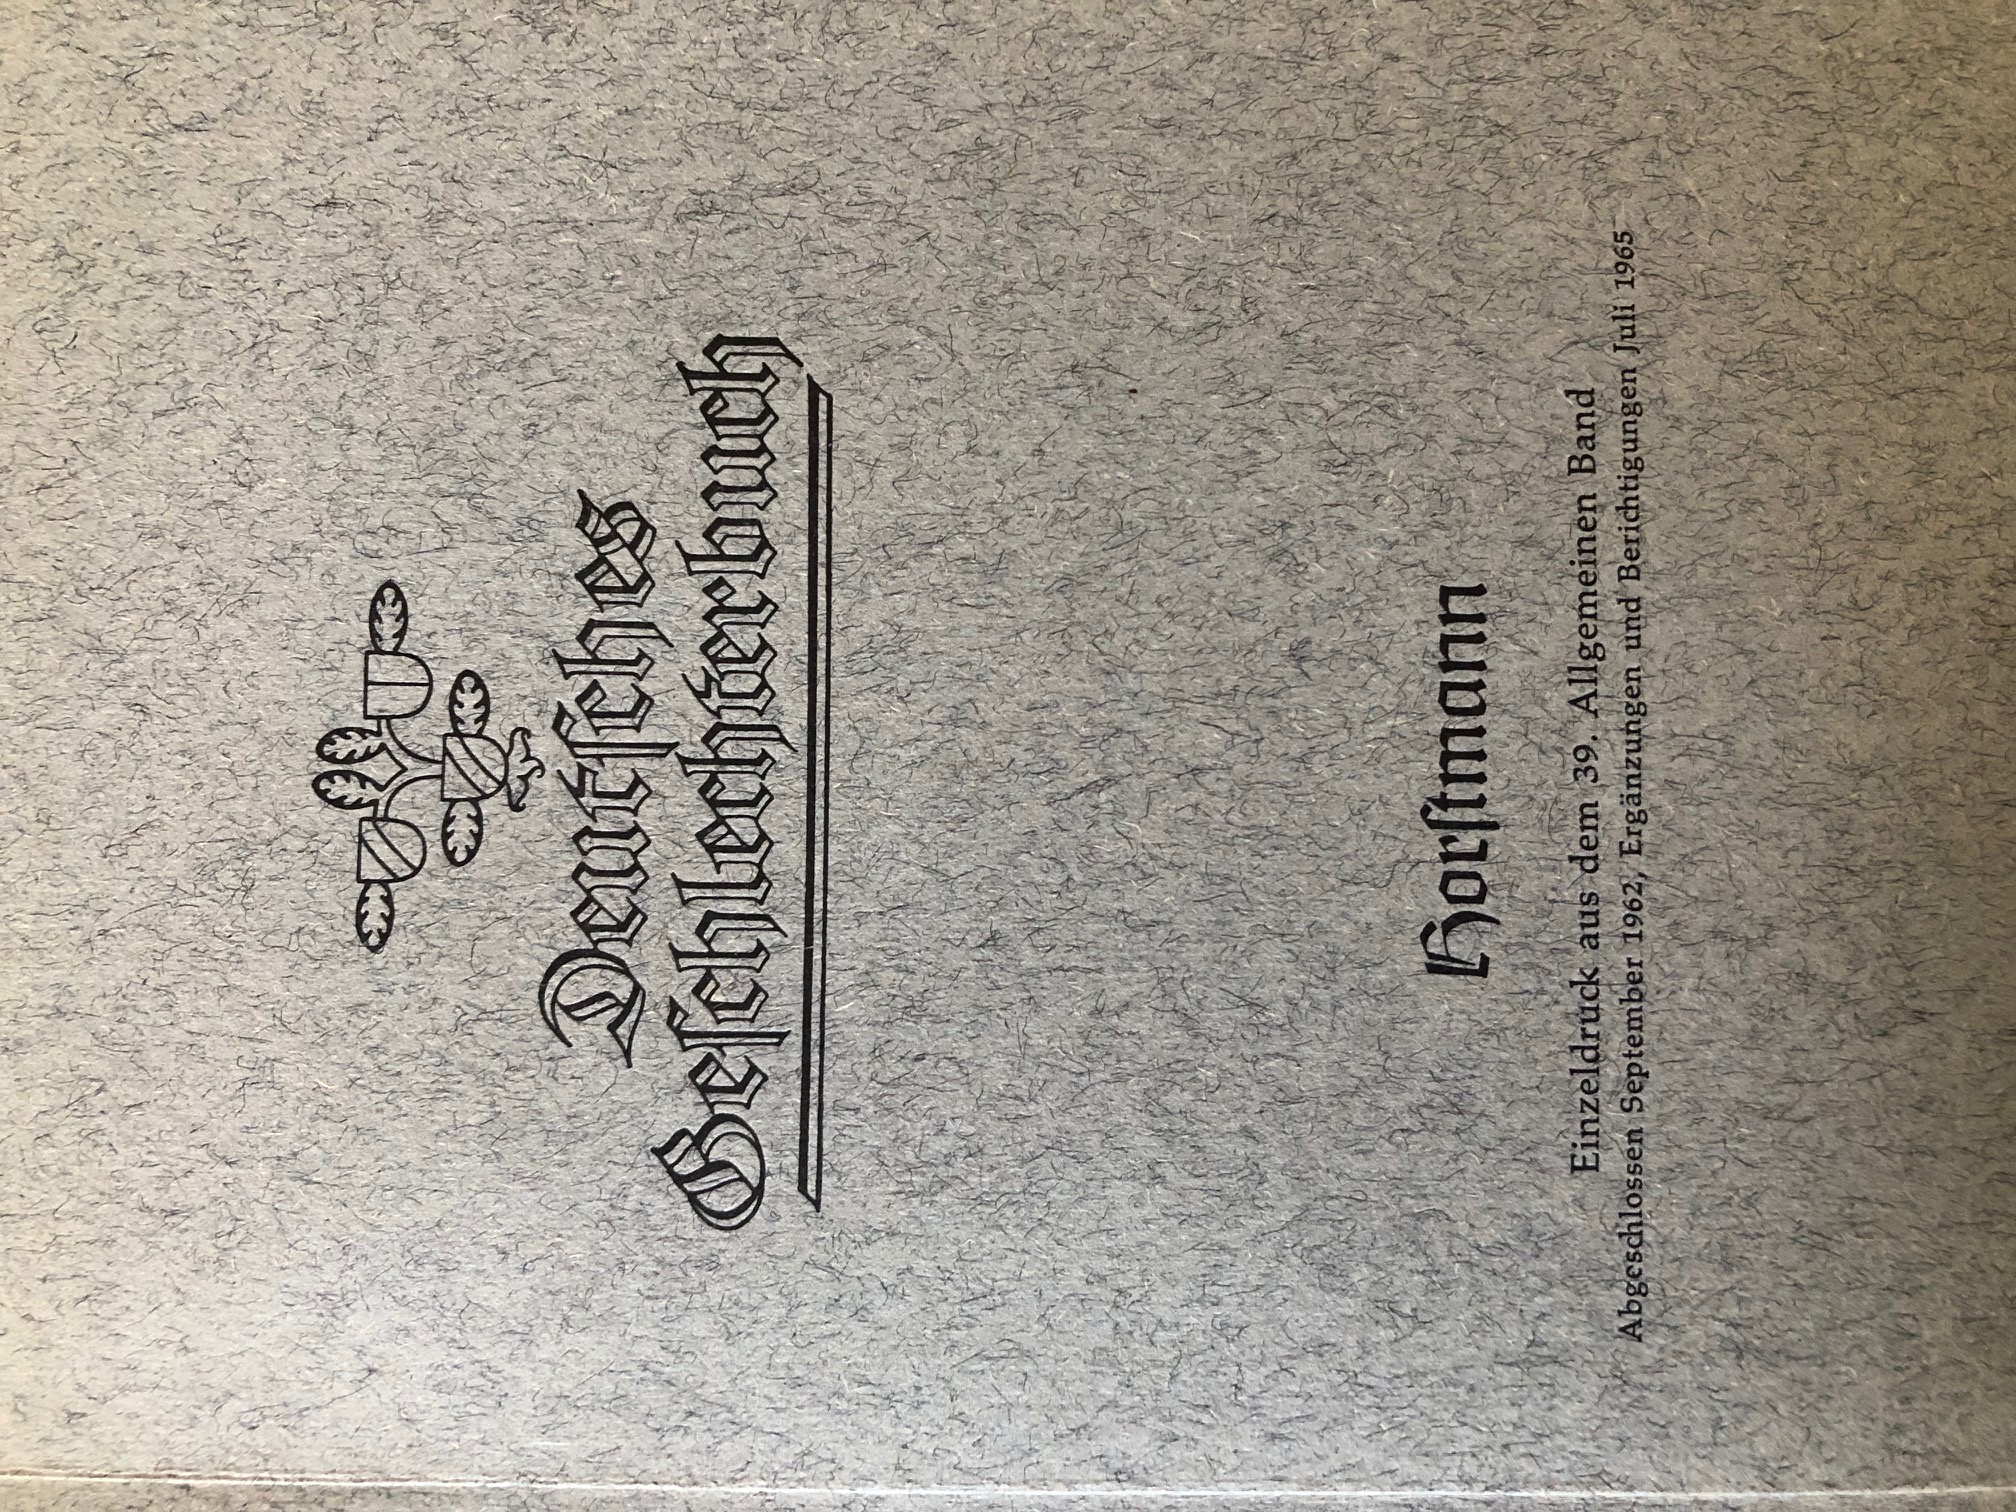 Deutſches
Geſchlechterbuch
Horſtmann
Einzeldruck aus dem 39. Allgemeinen Band
Abgeschlossen September 1962, Ergänzungen und Berichtigungen Juli 1965